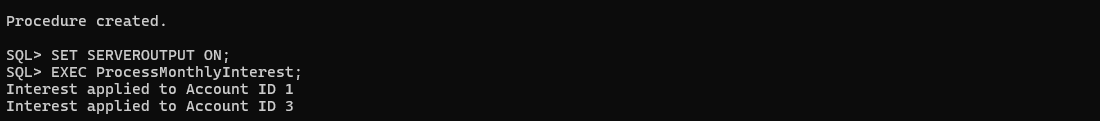 Procedure created.
SQL> SET SERVEROUTPUT ON;
SQL> EXEC ProcessMonthlyInterest;
Interest applied to Account ID 1
Interest applied to Account ID 3